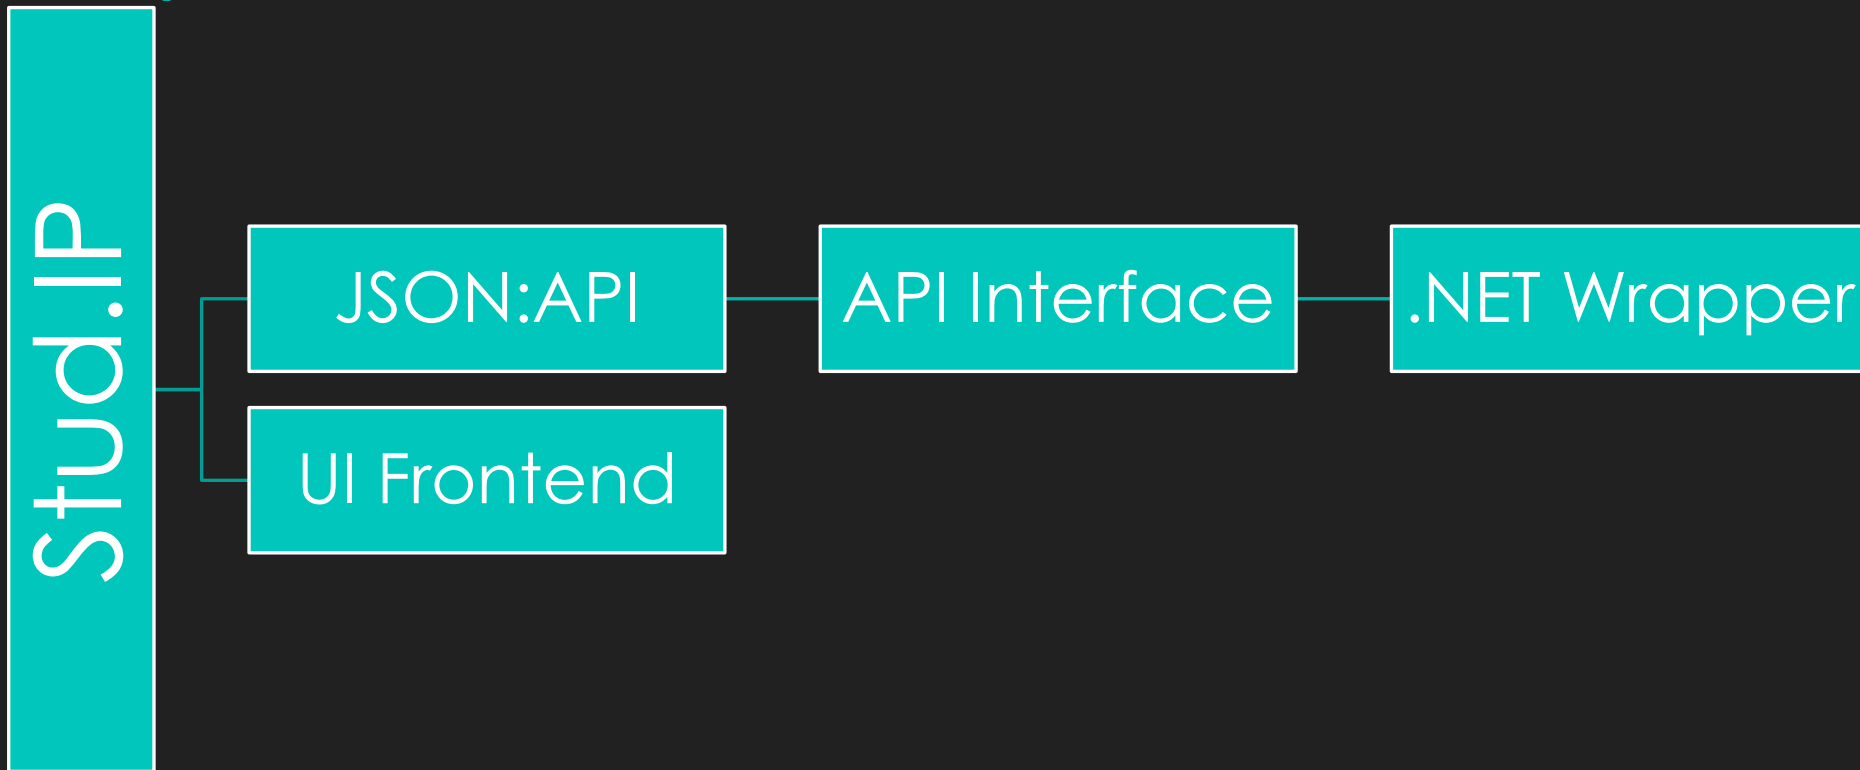 Stud.IP
JSON:API
API Interface
.NET Wrapper
UI Frontend